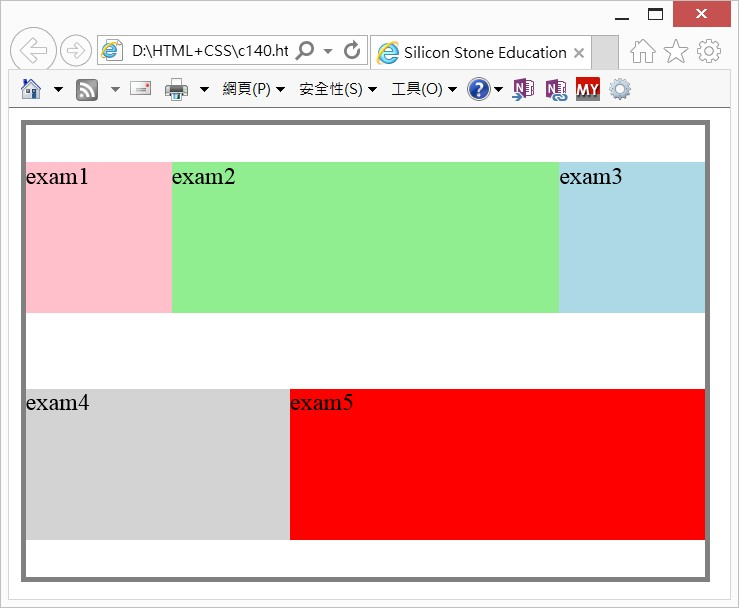 D:\HTML+CSS\c140.ht
Silicon Stone Education
網頁(P) 安全性(S) 工具(O) ? N N MY
exam1 exam2 exam3
exam4 exam5